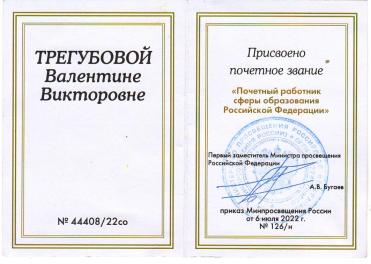 ТРЕГУБОВОЙ
Валентине
Викторовне
№ 44408/22со
Присвоено
почетное звание
«Почетный работник
сферы образования
Российской Федерации»
Первый заместитель Министра просвещения
Российской Федерации
А.В. Бугаев
приказ Минпросвещения России
от 6 июля 2022 г.
№ 126/н